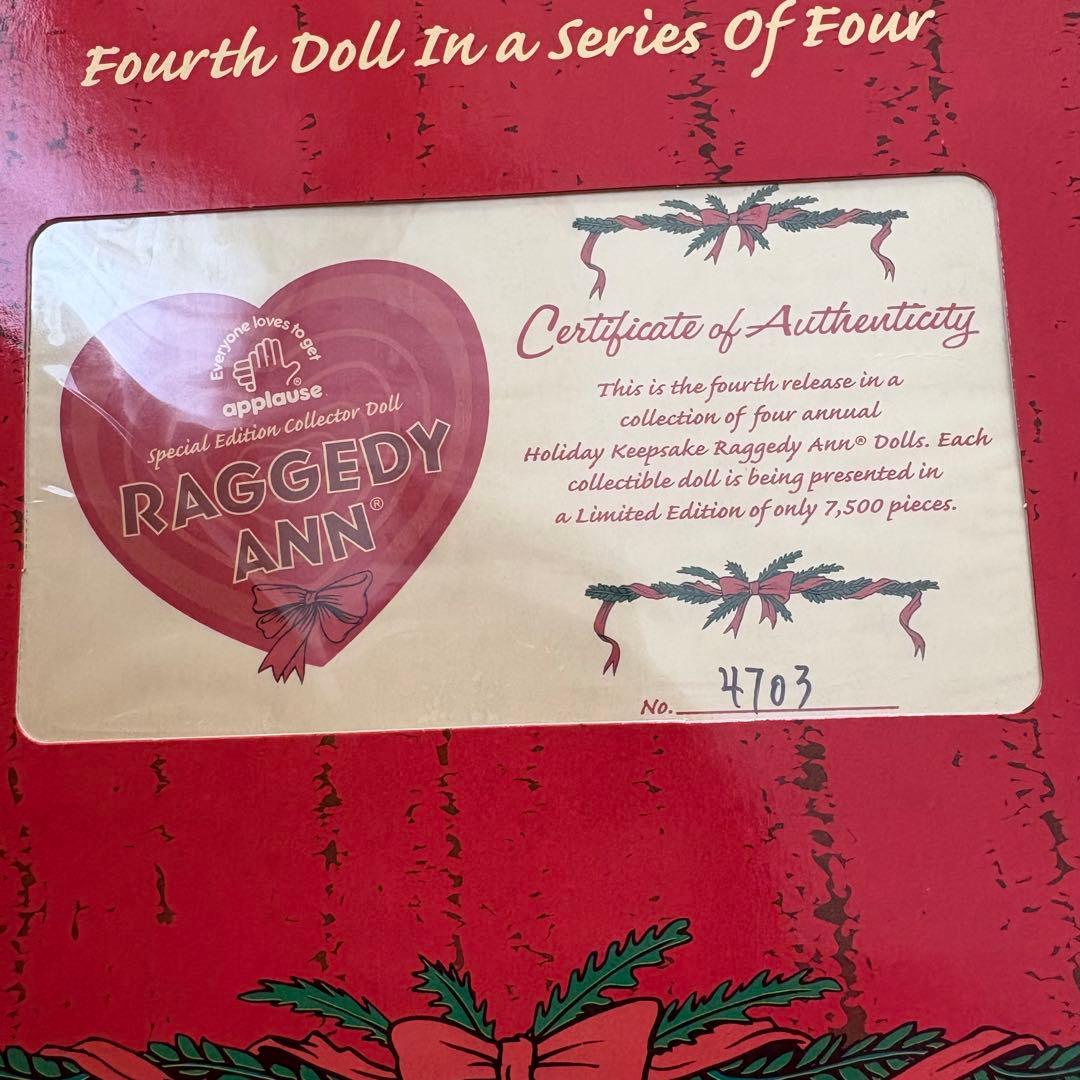 Fourth Doll In a Series Of Four
Everyone loves to get
applause
Special Edition Collector Doll
RAGGEDY
ANN®
Certificate of Authenticity
This is the fourth release in a
collection of four annual
Holiday Keepsake Raggedy Ann® Dolls. Each
collectible doll is being presented in
a Limited Edition of only 7,500 pieces.
No. 4703